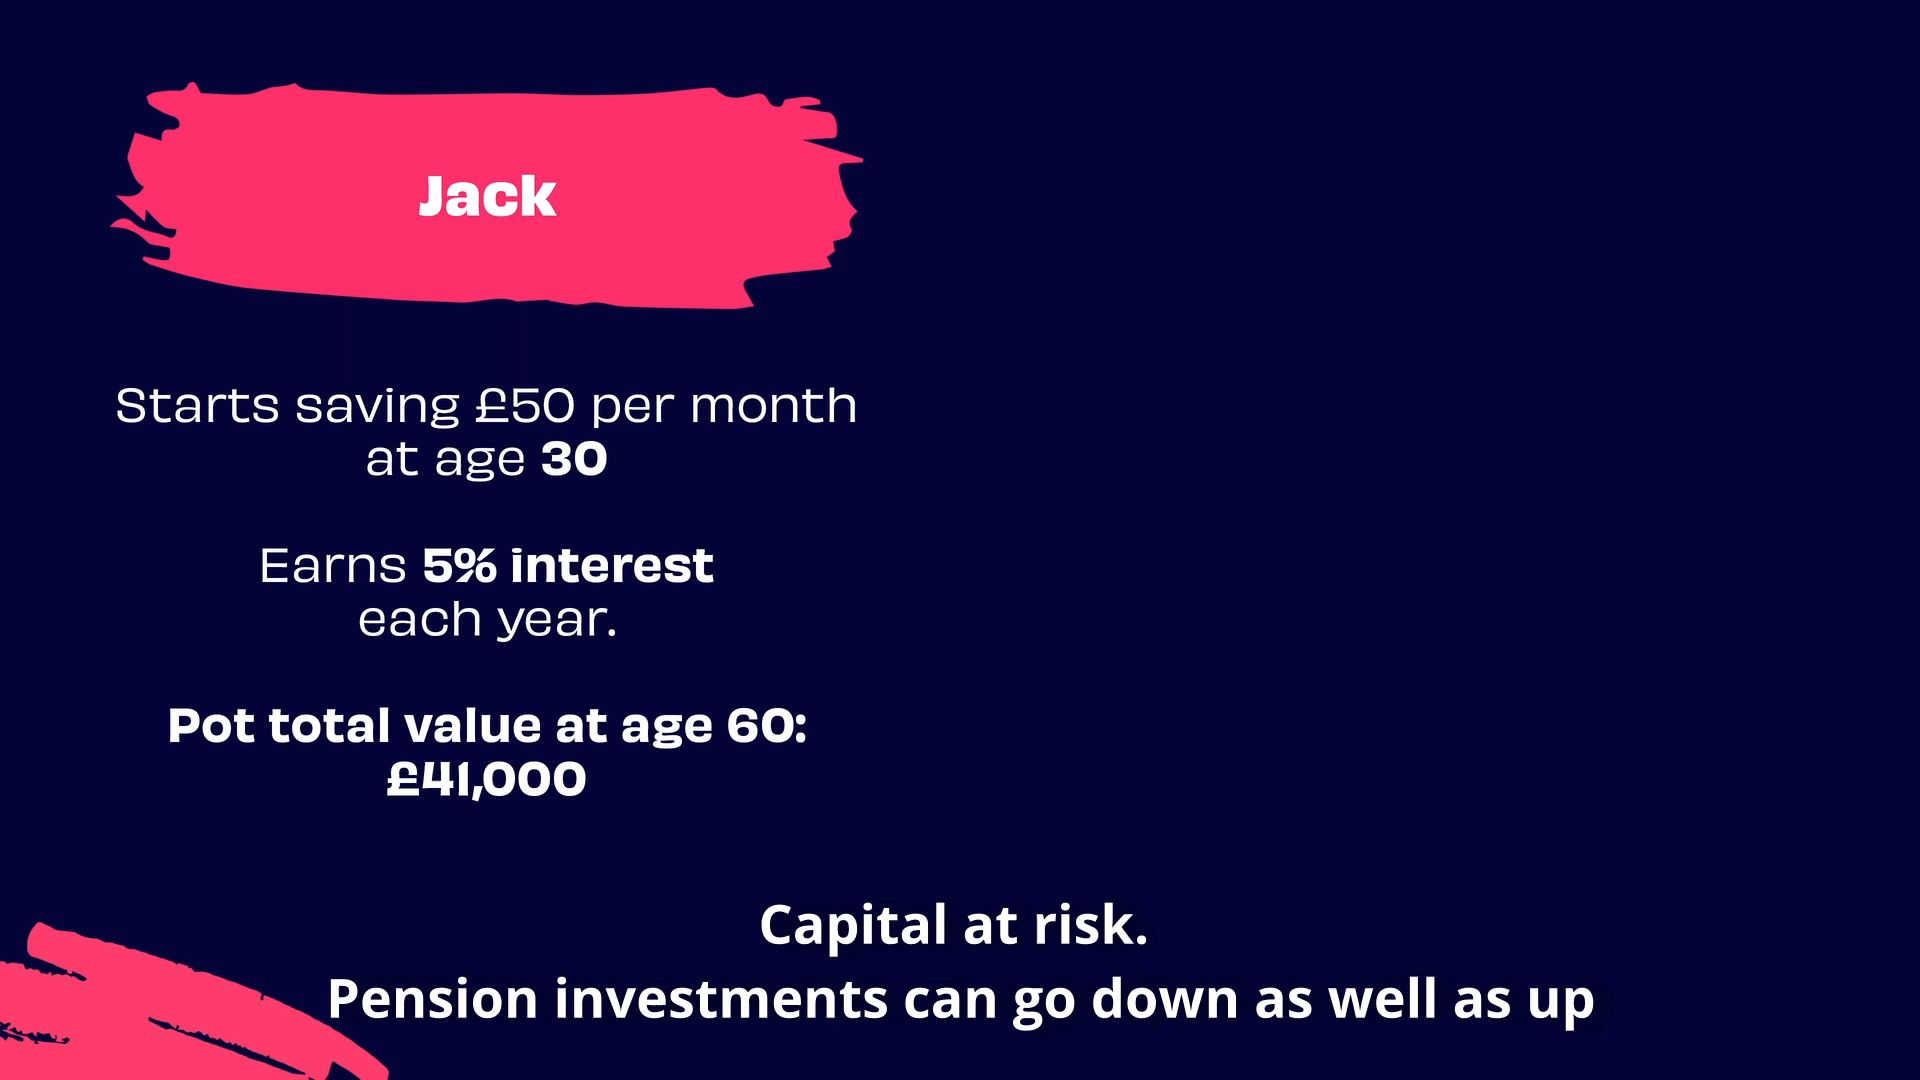 Jack
Starts saving £50 per month
at age 30
Earns 5% interest
each year.
Pot total value at age 60:
£41,000
Capital at risk.
Pension investments can go down as well as up